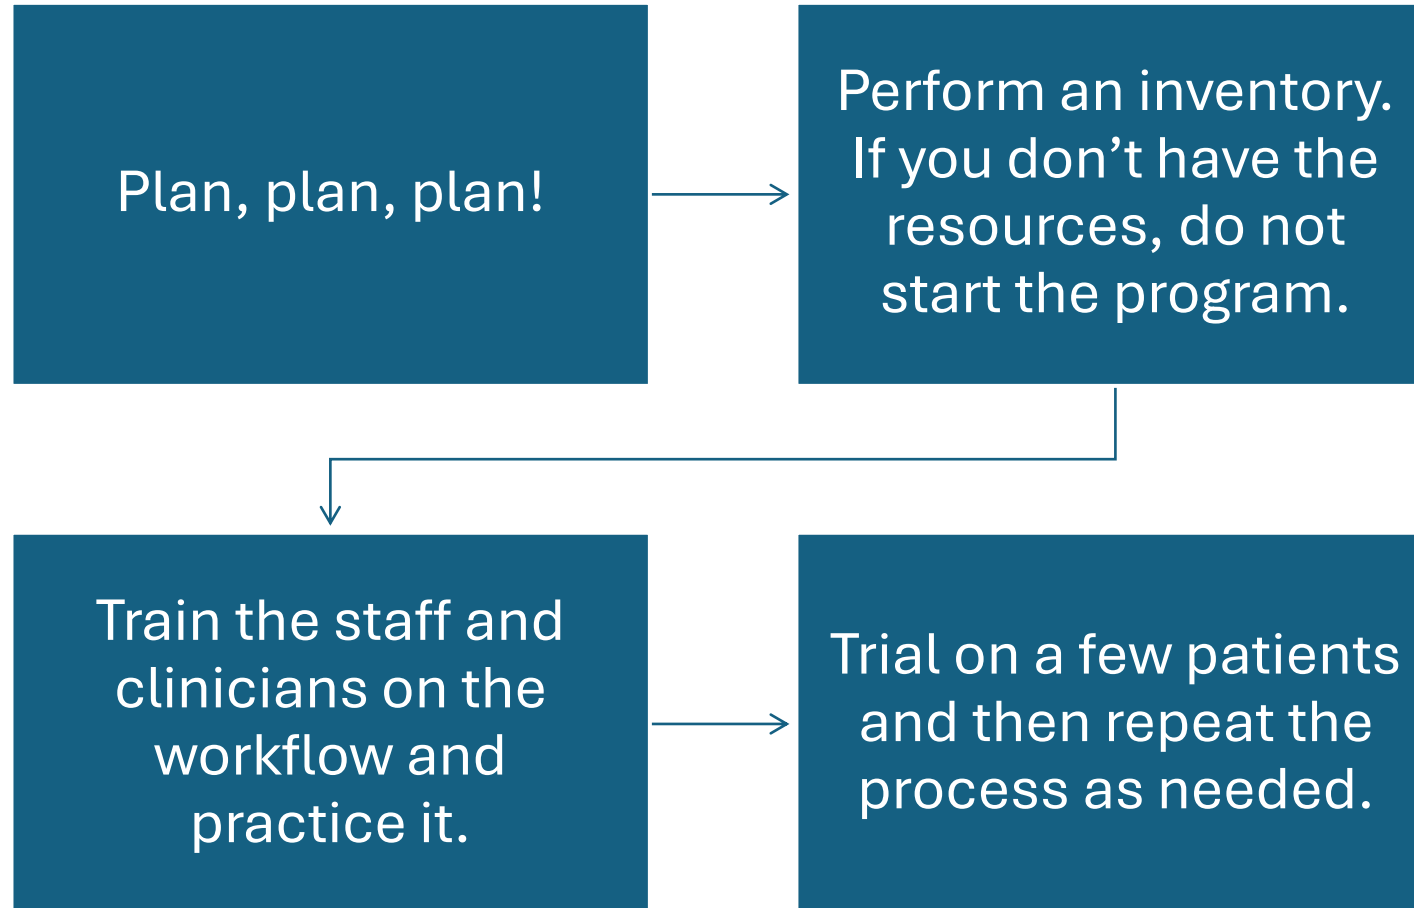 Plan, plan, plan!
Perform an inventory.
If you don’t have the
resources, do not
start the program.
Train the staff and
clinicians on the
workflow and
practice it.
Trial on a few patients
and then repeat the
process as needed.